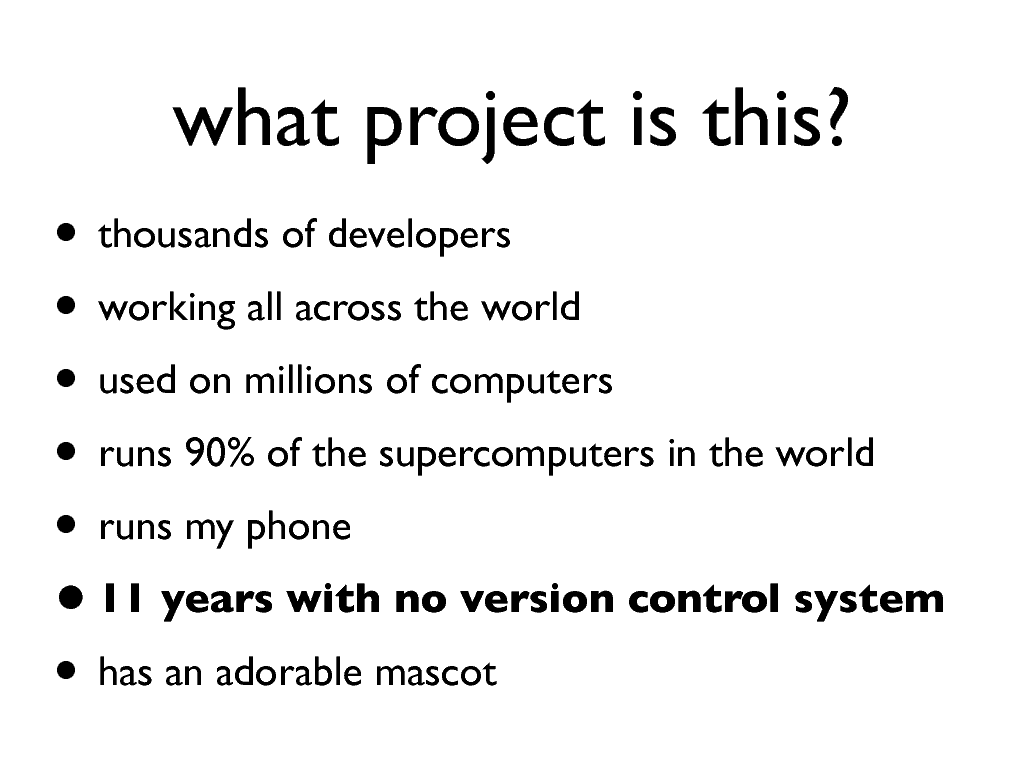 what project is this?
• thousands of developers
• working all across the world
• used on millions of computers
• runs 90% of the supercomputers in the world
• runs my phone
• 11 years with no version control system
• has an adorable mascot